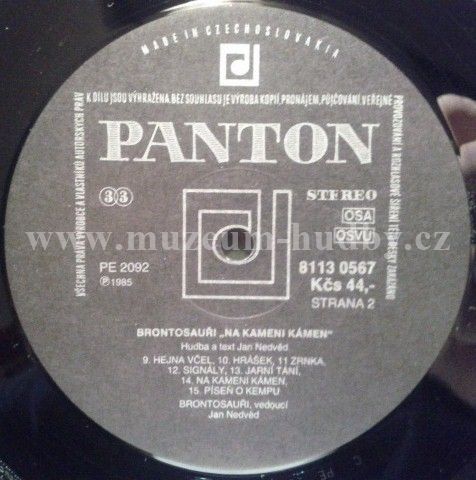 MADE IN CZECHOSLOVAKIA
VŠECHNA PRÁVA VÝROBCE A VLASTNÍKŮ AUTORSKÝCH PRÁV
K DÍLU JSOU VÝHRAŽENA. BEZ SOUHLASU JE VÝROBA KOPIÍ, PRONÁJEM, PŮJČOVÁNÍ, VEŘEJNÉ
PROVOZOVÁNÍ A ROZHLASOVÉ ŠÍŘENÍ TÉTO DESKY ZAKÁZÁNO
PANTON
33
STEREO
OSA
OSVU
www.muzeum-hudby.cz
PE 2092
℗ 1985
8113 0567
Kčs 44,-
STRANA 2
BRONTOSAUŘI „NA KAMENI KÁMEN“
Hudba a text Jan Nedvěd
9. HEJNA VČEL, 10. HRÁŠEK, 11 ZRNKA,
12. SIGNÁLY, 13. JARNÍ TÁNÍ,
14. NA KAMENI KÁMEN,
15. PÍSEŇ O KEMPU
BRONTOSAUŘI, vedoucí
Jan Nedvěd